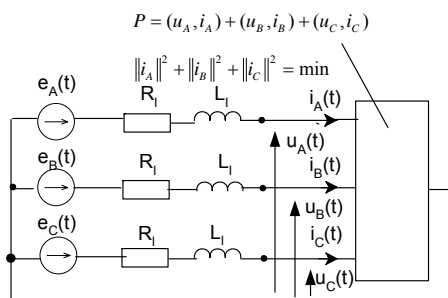 P = (u_A, i_A) + (u_B, i_B) + (u_C, i_C)
‖i_A‖² + ‖i_B‖² + ‖i_C‖² = min
e_A(t)
R_l L_l i_A(t)
u_A(t)
e_B(t)
R_l L_l i_B(t)
u_B(t)
e_C(t)
R_l L_l i_C(t)
u_C(t)